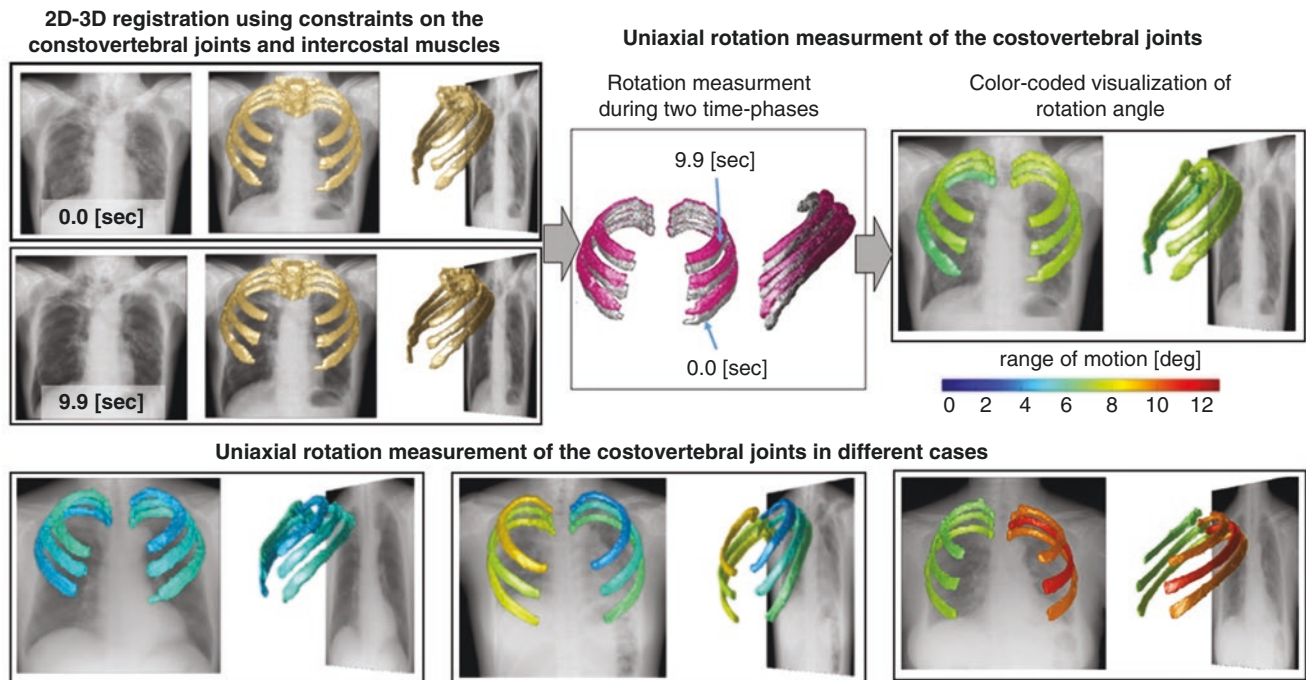 2D-3D registration using constraints on the
constovertebral joints and intercostal muscles
0.0 [sec]
9.9 [sec]
Uniaxial rotation measurment of the costovertebral joints
Rotation measurment
during two time-phases
9.9 [sec]
0.0 [sec]
Color-coded visualization of
rotation angle
range of motion [deg]
0 2 4 6 8 10 12
Uniaxial rotation measurement of the costovertebral joints in different cases